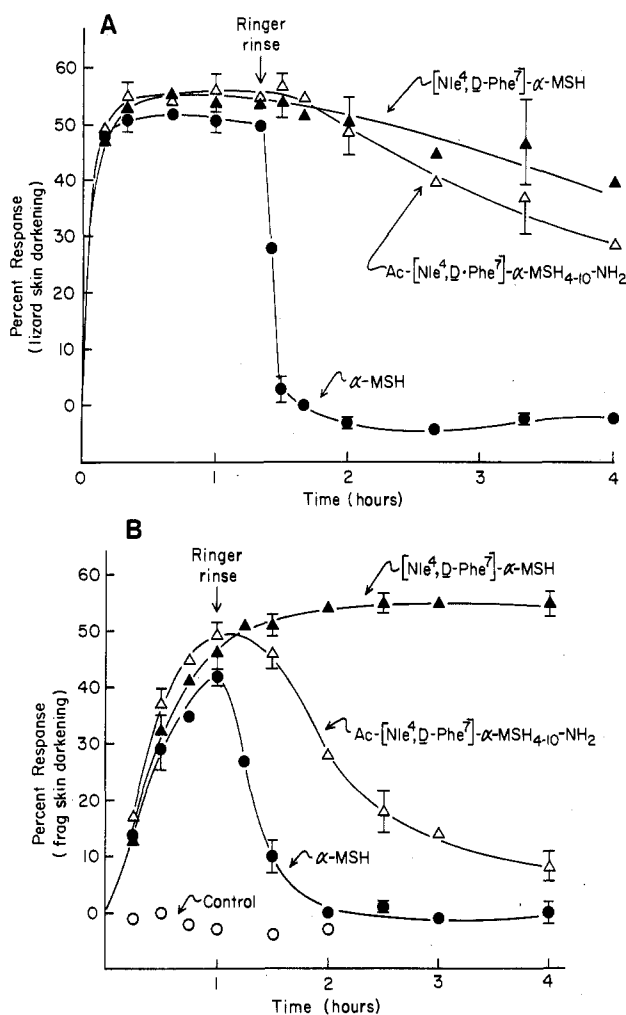 A
Ringer
rinse
60
50
40
30
20
10
0
Percent Response
(lizard skin darkening)
[Nle⁴, D-Phe⁷]-α-MSH
Ac-[Nle⁴, D·Phe⁷]-α-MSH₄₋₁₀-NH₂
α-MSH
0 1 2 3 4
Time (hours)
B
Ringer
rinse
60
50
40
30
20
10
0
Percent Response
(frag skin darkening)
[Nle⁴, D-Phe⁷]-α-MSH
Ac-[Nle⁴, D-Phe⁷]-α-MSH₄₋₁₀-NH₂
α-MSH
Control
1 2 3 4
Time (hours)